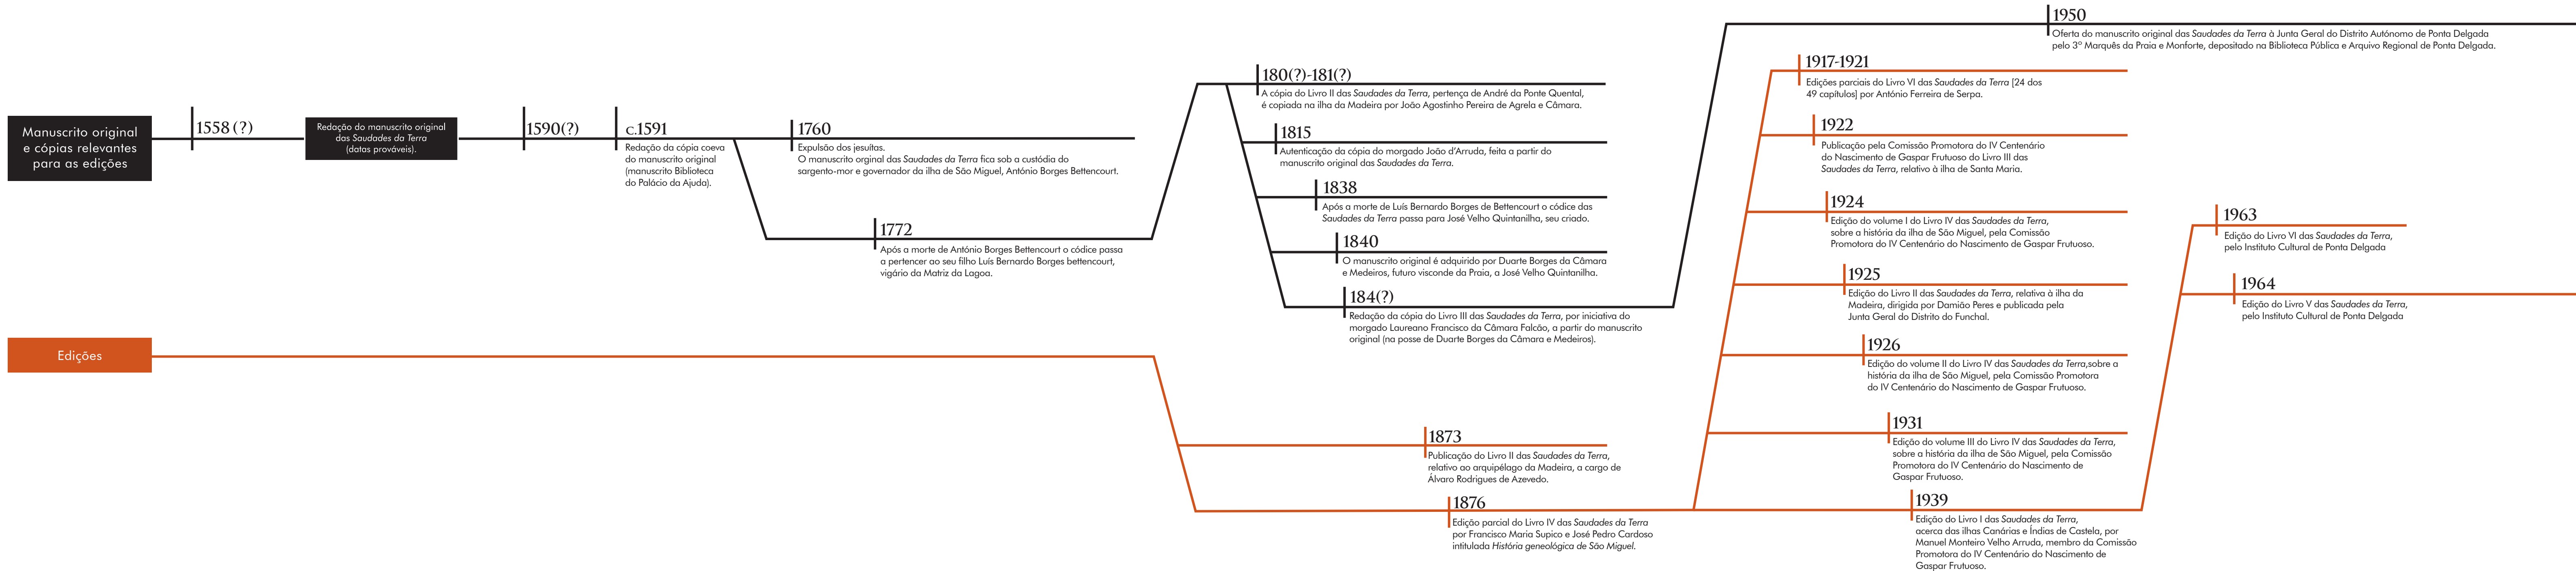 Manuscrito original
e cópias relevantes
para as edições
1558 (?)
Redação do manuscrito original
das Saudades da Terra
(datas prováveis).
1590(?)
c.1591
Redação da cópia coeva
do manuscrito original
(manuscrito Biblioteca
do Palácio da Ajuda).
1760
Expulsão dos jesuítas.
O manuscrito orginal das Saudades da Terra fica sob a custódia do
sargento-mor e governador da ilha de São Miguel, António Borges Bettencourt.
1772
Após a morte de António Borges Bettencourt o códice passa
a pertencer ao seu filho Luís Bernardo Borges bettencourt,
vigário da Matriz da Lagoa.
180(?)-181(?)
A cópia do Livro II das Saudades da Terra, pertença de André da Ponte Quental,
é copiada na ilha da Madeira por João Agostinho Pereira de Agrela e Câmara.
1815
Autenticação da cópia do morgado João d'Arruda, feita a partir do
manuscrito original das Saudades da Terra.
1838
Após a morte de Luís Bernardo Borges de Bettencourt o códice das
Saudades da Terra passa para José Velho Quintanilha, seu criado.
1840
O manuscrito original é adquirido por Duarte Borges da Câmara
e Medeiros, futuro visconde da Praia, a José Velho Quintanilha.
184(?)
Redação da cópia do Livro III das Saudades da Terra, por iniciativa do
morgado Laureano Francisco da Câmara Falcão, a partir do manuscrito
original (na posse de Duarte Borges da Câmara e Medeiros).
1950
Oferta do manuscrito original das Saudades da Terra à Junta Geral do Distrito Autónomo de Ponta Delgada
pelo 3º Marquês da Praia e Monforte, depositado na Biblioteca Pública e Arquivo Regional de Ponta Delgada.
Edições
1873
Publicação do Livro II das Saudades da Terra,
relativo ao arquipélago da Madeira, a cargo de
Álvaro Rodrigues de Azevedo.
1876
Edição parcial do Livro IV das Saudades da Terra
por Francisco Maria Supico e José Pedro Cardoso
intitulada História geneológica de São Miguel.
1917-1921
Edições parciais do Livro VI das Saudades da Terra [24 dos
49 capítulos] por António Ferreira de Serpa.
1922
Publicação pela Comissão Promotora do IV Centenário
do Nascimento de Gaspar Frutuoso do Livro III das
Saudades da Terra, relativo à ilha de Santa Maria.
1924
Edição do volume I do Livro IV das Saudades da Terra,
sobre a história da ilha de São Miguel, pela Comissão
Promotora do IV Centenário do Nascimento de Gaspar Frutuoso.
1925
Edição do Livro II das Saudades da Terra, relativa à ilha da
Madeira, dirigida por Damião Peres e publicada pela
Junta Geral do Distrito do Funchal.
1926
Edição do volume II do Livro IV das Saudades da Terra,sobre a
história da ilha de São Miguel, pela Comissão Promotora
do IV Centenário do Nascimento de Gaspar Frutuoso.
1931
Edição do volume III do Livro IV das Saudades da Terra,
sobre a história da ilha de São Miguel, pela Comissão
Promotora do IV Centenário do Nascimento de
Gaspar Frutuoso.
1939
Edição do Livro I das Saudades da Terra,
acerca das ilhas Canárias e Índias de Castela, por
Manuel Monteiro Velho Arruda, membro da Comissão
Promotora do IV Centenário do Nascimento de
Gaspar Frutuoso.
1963
Edição do Livro VI das Saudades da Terra,
pelo Instituto Cultural de Ponta Delgada
1964
Edição do Livro V das Saudades da Terra,
pelo Instituto Cultural de Ponta Delgada